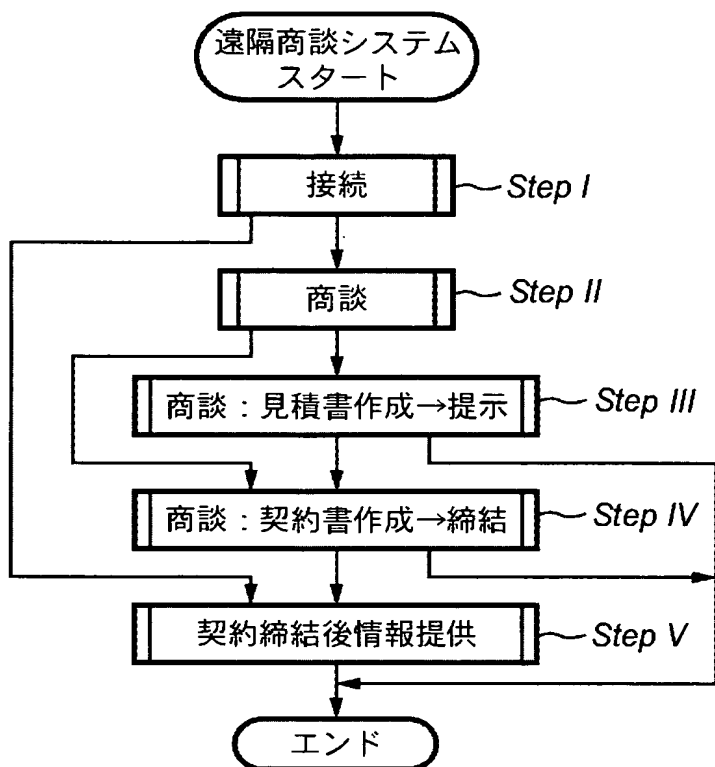 遠隔商談システム
スタート
接続
Step I
商談
Step II
商談：見積書作成→提示
Step III
商談：契約書作成→締結
Step IV
契約締結後情報提供
Step V
エンド